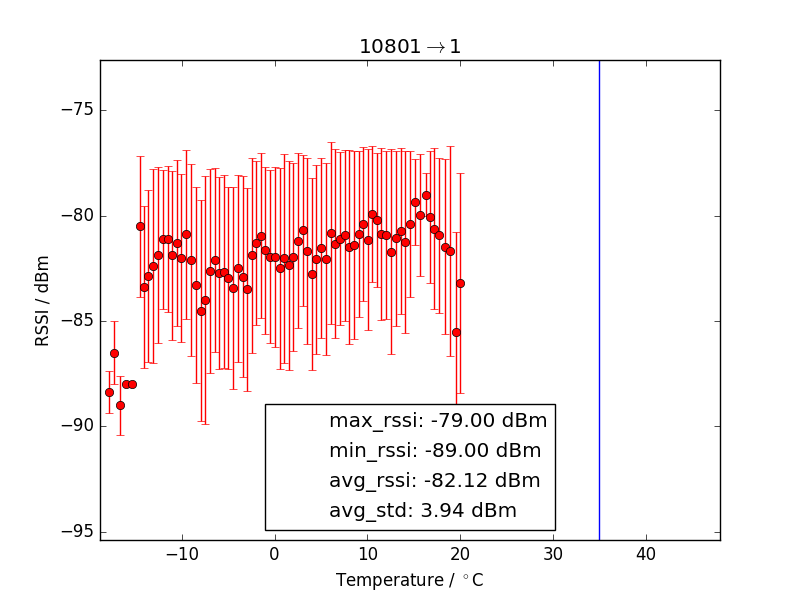 10801→1
−75
−80
−85
−90
−95
RSSI / dBm
max_rssi: -79.00 dBm
min_rssi: -89.00 dBm
avg_rssi: -82.12 dBm
avg_std: 3.94 dBm
−10 0 10 20 30 40
Temperature / °C